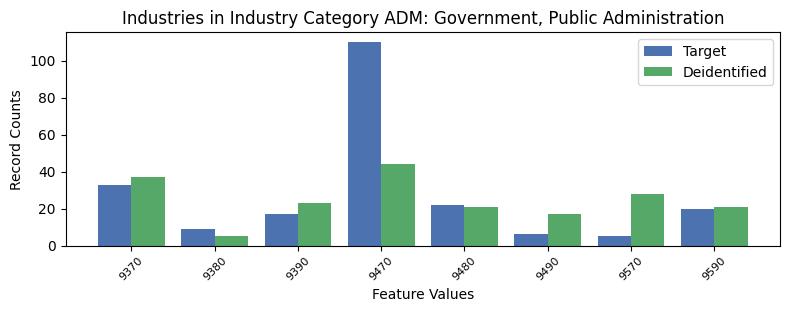 Industries in Industry Category ADM: Government, Public Administration
Target
Deidentified
Record Counts
100
80
60
40
20
0
9370
9380
9390
9470
9480
9490
9570
9590
Feature Values